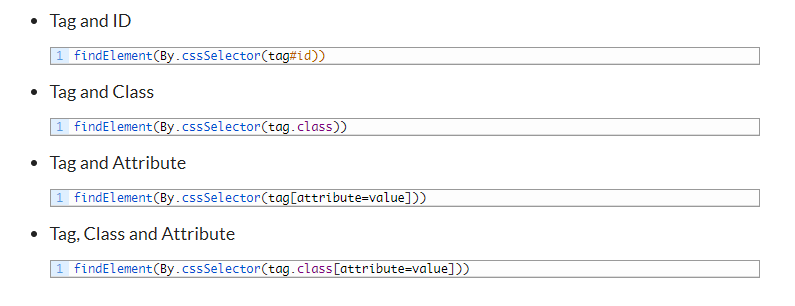 Tag and ID
1 findElement(By.cssSelector(tag#id))
Tag and Class
1 findElement(By.cssSelector(tag.class))
Tag and Attribute
1 findElement(By.cssSelector(tag[attribute=value]))
Tag, Class and Attribute
1 findElement(By.cssSelector(tag.class[attribute=value]))